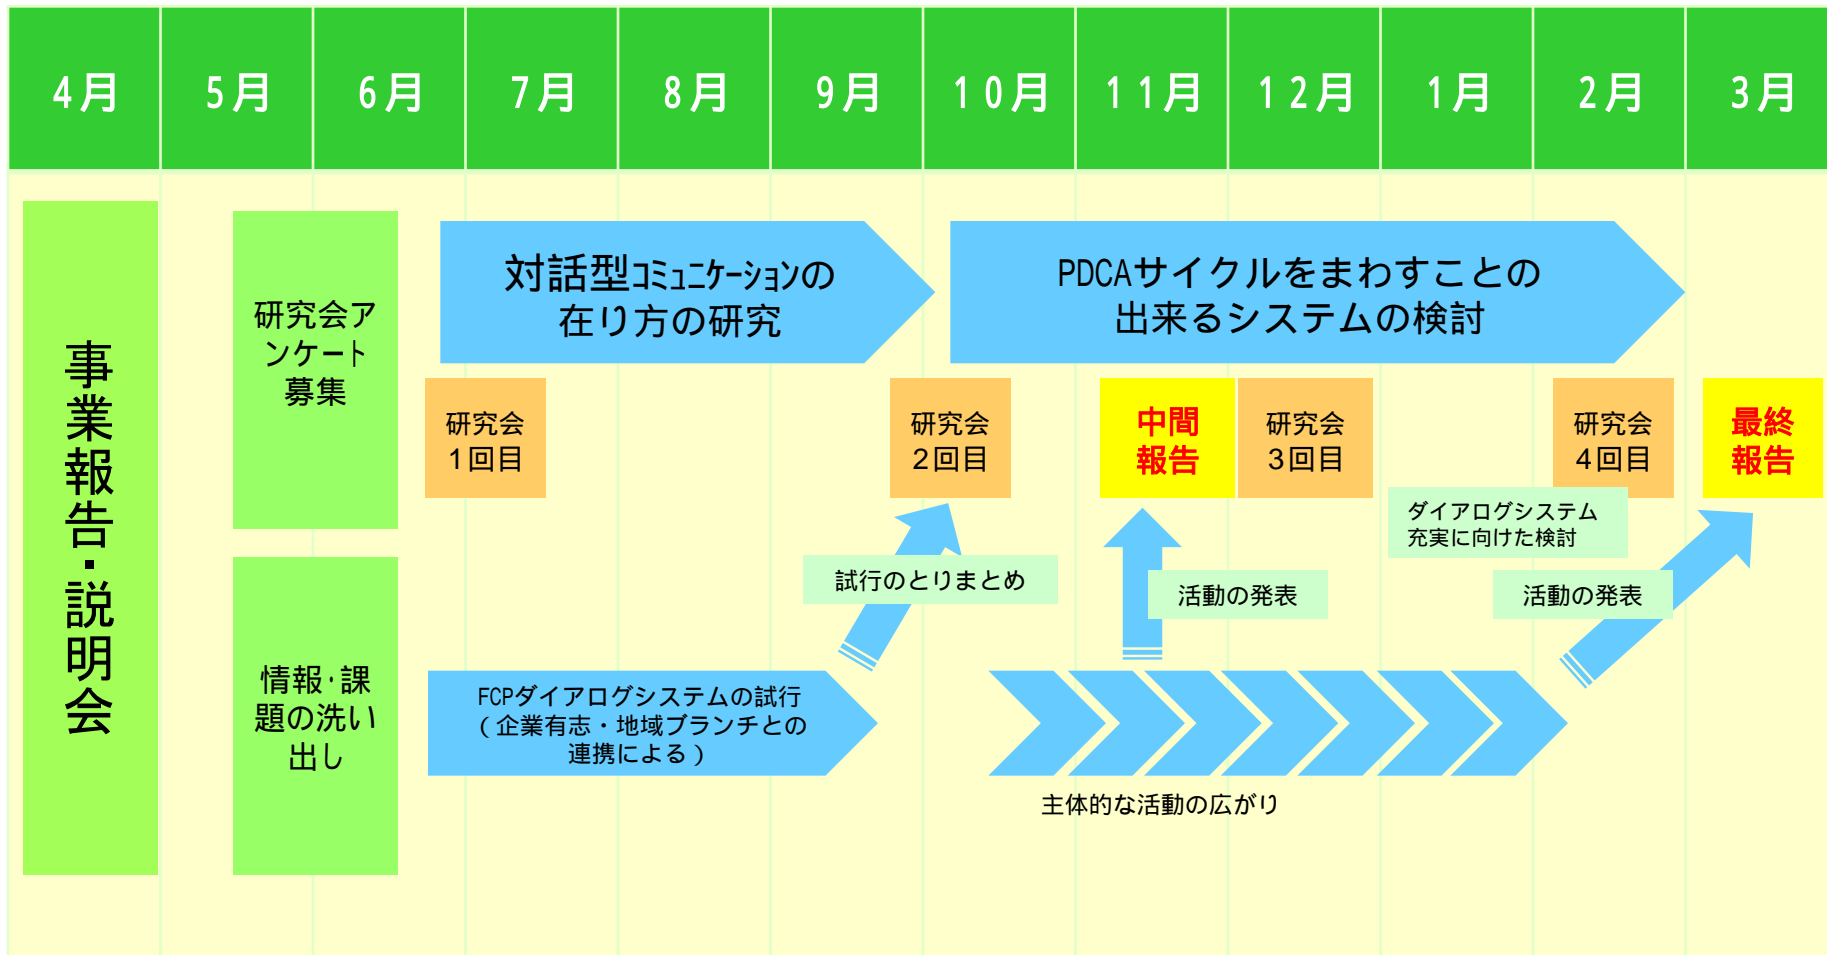 4月 5月 6月 7月 8月 9月 10月 11月 12月 1月 2月 3月
事業報告・説明会
研究会ア
ンケート
募集
情報・課
題の洗い
出し
対話型ｺﾐｭﾆｹｰｼｮﾝの
在り方の研究
PDCAサイクルをまわすことの
出来るシステムの検討
研究会
1回目
研究会
2回目
中間
報告
研究会
3回目
研究会
4回目
最終
報告
ダイアログシステム
充実に向けた検討
試行のとりまとめ
活動の発表
活動の発表
FCPダイアログシステムの試行
（企業有志・地域ブランチとの
連携による）
主体的な活動の広がり